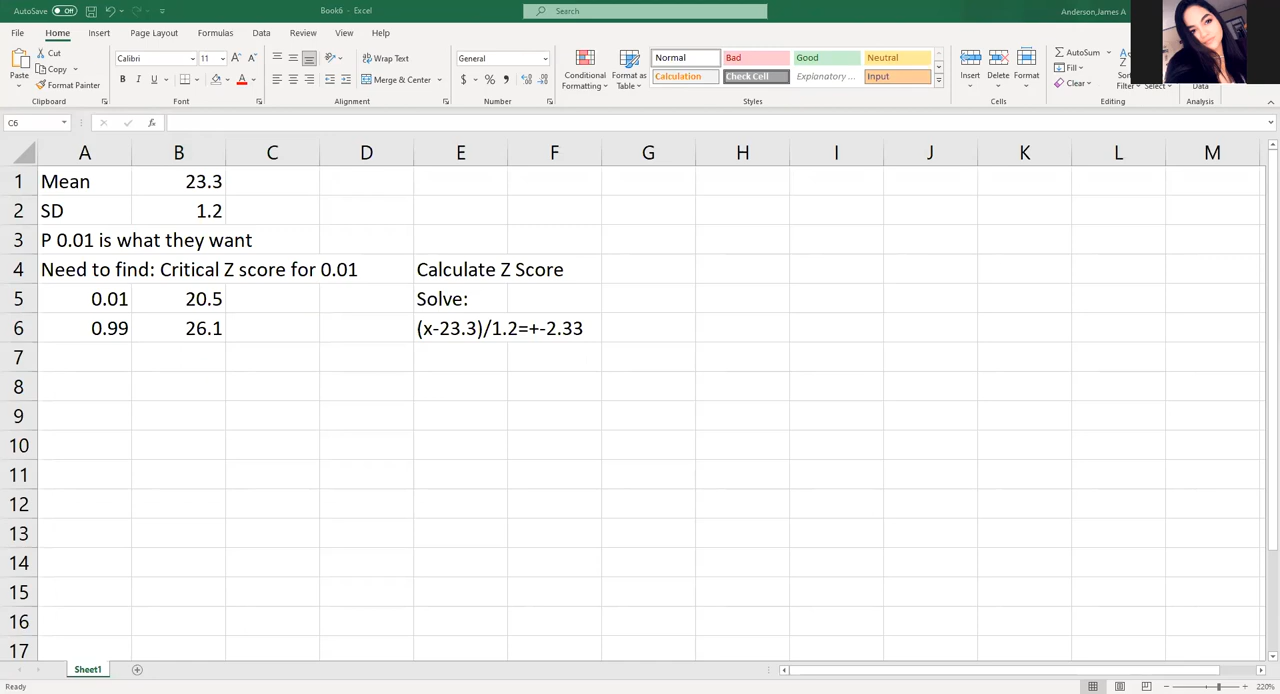 AutoSave Off Book6 - Excel Search Anderson,James A
File Home Insert Page Layout Formulas Data Review View Help
Paste Cut Calibri 11 Wrap Text General Conditional Formatting Format as Table Normal Bad Good Neutral Insert Delete Format AutoSum
Copy Fill
Format Painter B I U A Merge & Center $ % Calculation Check Cell Explanatory ... Input Clear Filter Select Data
Clipboard Font Alignment Number Styles Cells Editing Analysis
C6 fx
A B C D E F G H I J K L M
1 Mean 23.3
2 SD 1.2
3 P 0.01 is what they want
4 Need to find: Critical Z score for 0.01 Calculate Z Score
5 0.01 20.5 Solve:
6 0.99 26.1 (x-23.3)/1.2=+-2.33
7
8
9
10
11
12
13
14
15
16
17
Sheet1
Ready 220%